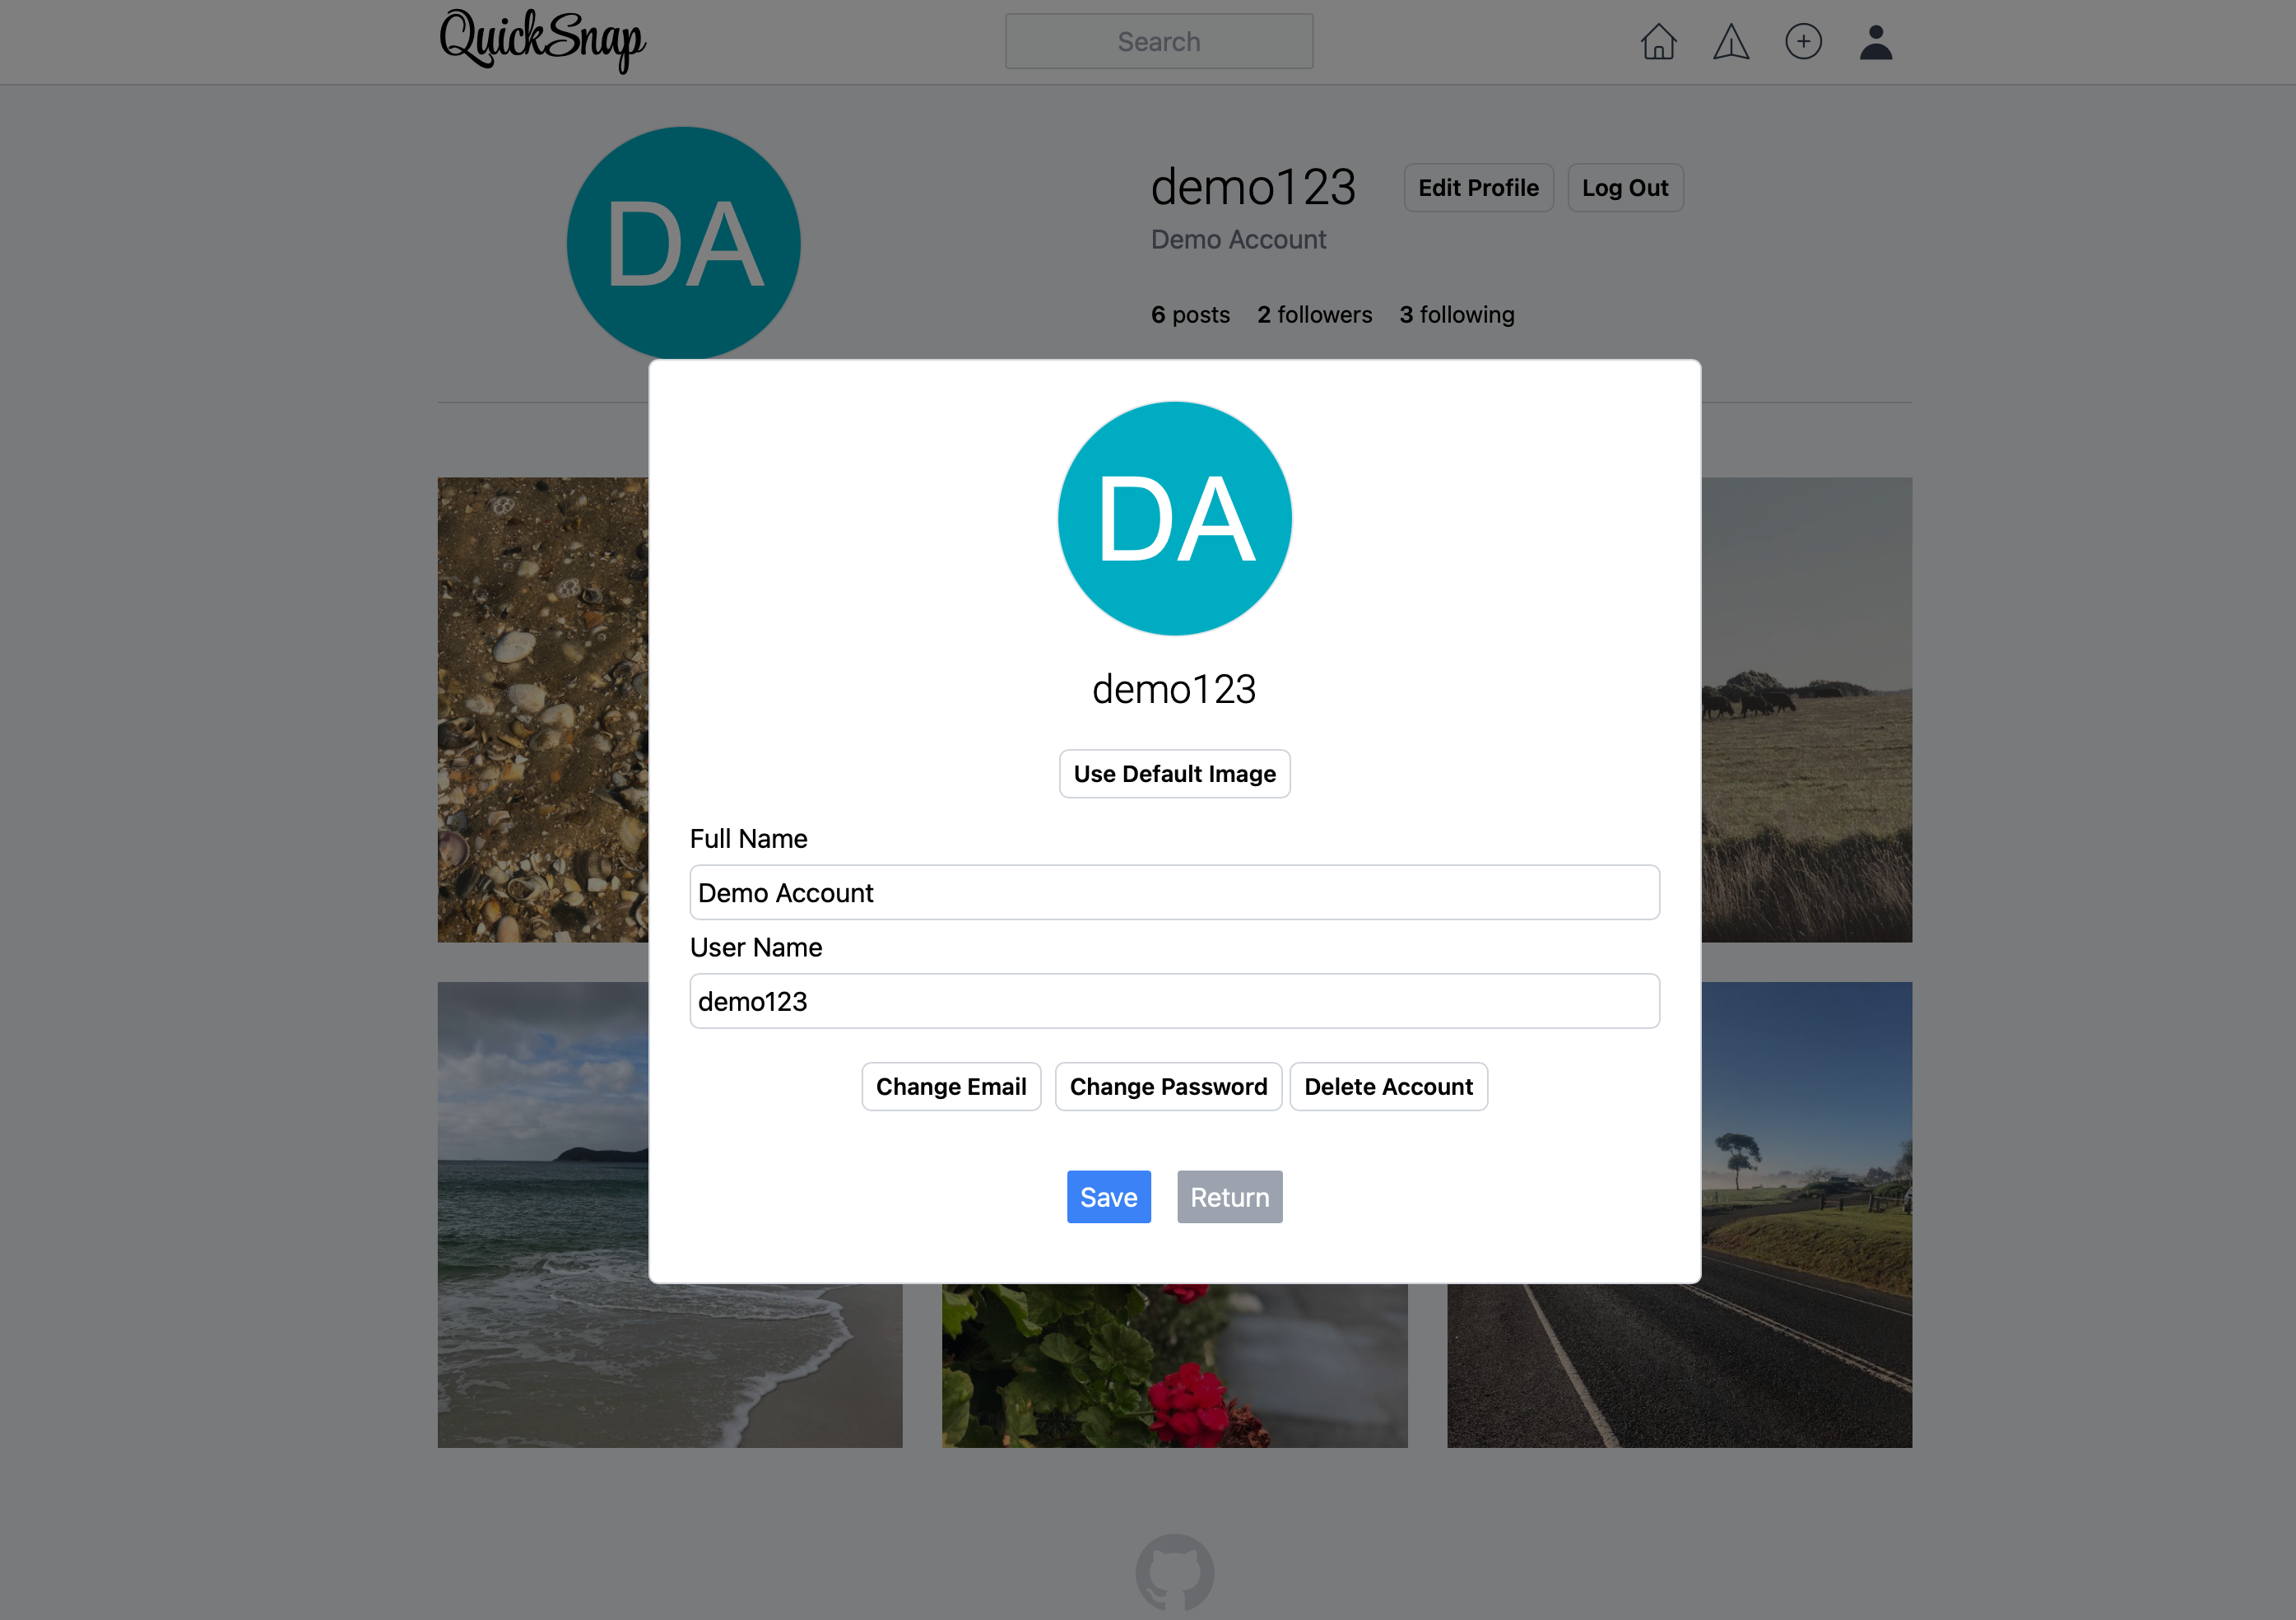 QuickSnap
Search
DA
demo123
Edit Profile
Log Out
Demo Account
6 posts 2 followers 3 following
DA
demo123
Use Default Image
Full Name
Demo Account
User Name
demo123
Change Email
Change Password
Delete Account
Save
Return